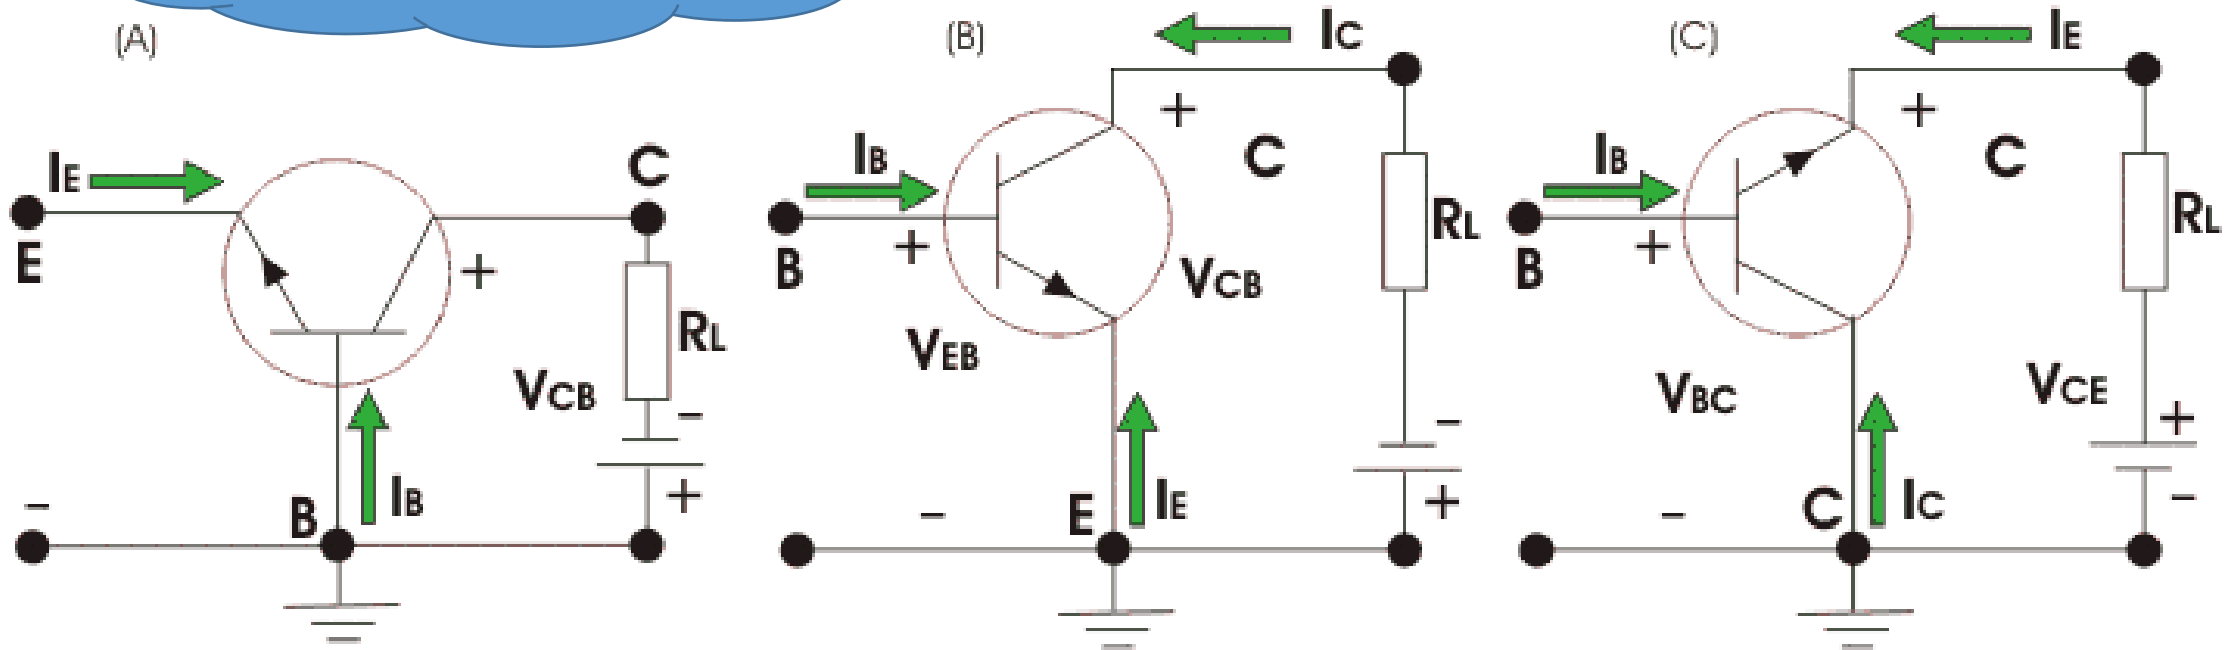 (A)
IE
E
C
+
RL
VCB
-
+
B
IB
-
(B)
IC
+
C
IB
B
+
RL
VCB
VEB
-
+
E
IE
-
(C)
IE
+
C
IB
B
+
RL
VBC
VCE
+
-
C
IC
-